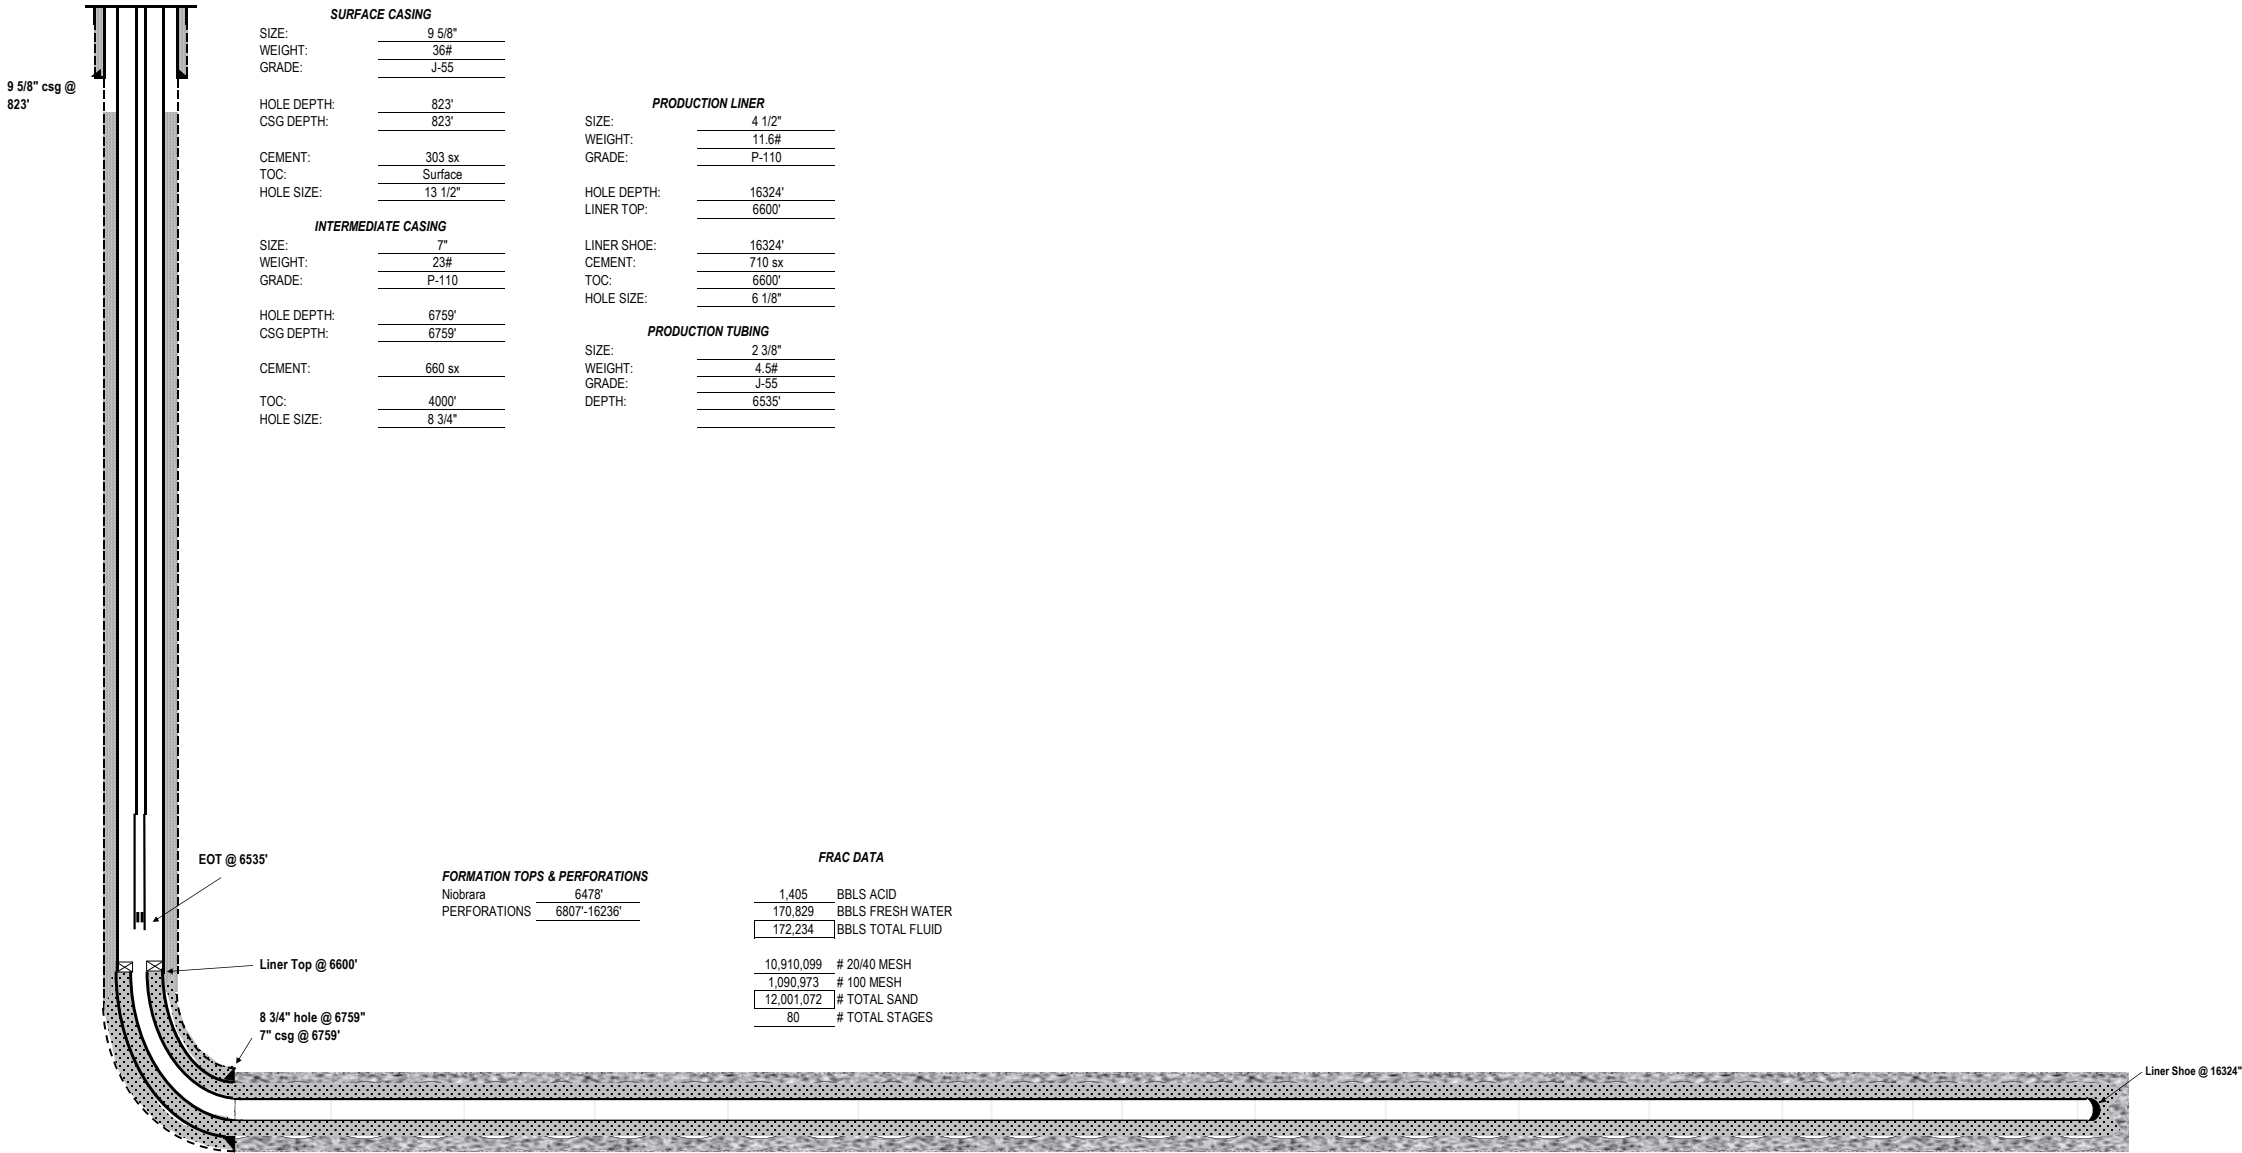 9 5/8" csg @
823'
SURFACE CASING
SIZE: 9 5/8"
WEIGHT: 36#
GRADE: J-55
HOLE DEPTH: 823'
CSG DEPTH: 823'
CEMENT: 303 sx
TOC: Surface
HOLE SIZE: 13 1/2"
INTERMEDIATE CASING
SIZE: 7"
WEIGHT: 23#
GRADE: P-110
HOLE DEPTH: 6759'
CSG DEPTH: 6759'
CEMENT: 660 sx
TOC: 4000'
HOLE SIZE: 8 3/4"
PRODUCTION LINER
SIZE: 4 1/2"
WEIGHT: 11.6#
GRADE: P-110
HOLE DEPTH: 16324'
LINER TOP: 6600'
LINER SHOE: 16324'
CEMENT: 710 sx
TOC: 6600'
HOLE SIZE: 6 1/8"
PRODUCTION TUBING
SIZE: 2 3/8"
WEIGHT: 4.5#
GRADE: J-55
DEPTH: 6535'
EOT @ 6535'
Liner Top @ 6600'
8 3/4" hole @ 6759"
7" csg @ 6759'
FORMATION TOPS & PERFORATIONS
Niobrara 6478'
PERFORATIONS 6807'-16236'
FRAC DATA
1,405 BBLS ACID
170,829 BBLS FRESH WATER
172,234 BBLS TOTAL FLUID
10,910,099 # 20/40 MESH
1,090,973 # 100 MESH
12,001,072 # TOTAL SAND
80 # TOTAL STAGES
Liner Shoe @ 16324"